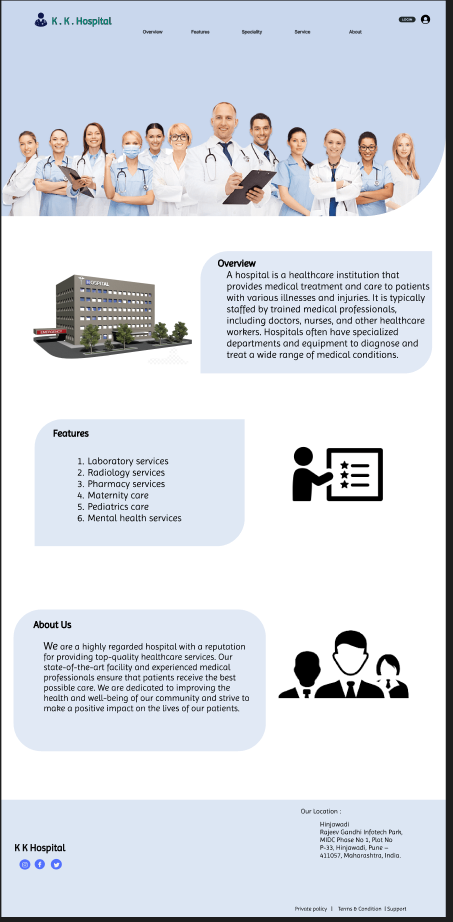 K . K . Hospital
LOGIN
Overview
Features
Speciality
Service
About
HOSPITAL
EMERGENCY
Overview
A hospital is a healthcare institution that
provides medical treatment and care to patients
with various illnesses and injuries. It is typically
staffed by trained medical professionals,
including doctors, nurses, and other healthcare
workers. Hospitals often have specialized
departments and equipment to diagnose and
treat a wide range of medical conditions.
Features
1. Laboratory services
2. Radiology services
3. Pharmacy services
4. Maternity care
5. Pediatrics care
6. Mental health services
About Us
We are a highly regarded hospital with a reputation
for providing top-quality healthcare services. Our
state-of-the-art facility and experienced medical
professionals ensure that patients receive the best
possible care. We are dedicated to improving the
health and well-being of our community and strive to
make a positive impact on the lives of our patients.
Our Location :
Hinjawadi
Rajeev Gandhi Infotech Park,
MIDC Phase No 1, Plot No
P-33, Hinjawadi, Pune –
411057, Maharashtra, India.
K K Hospital
Private policy | Terms & Condition | Support